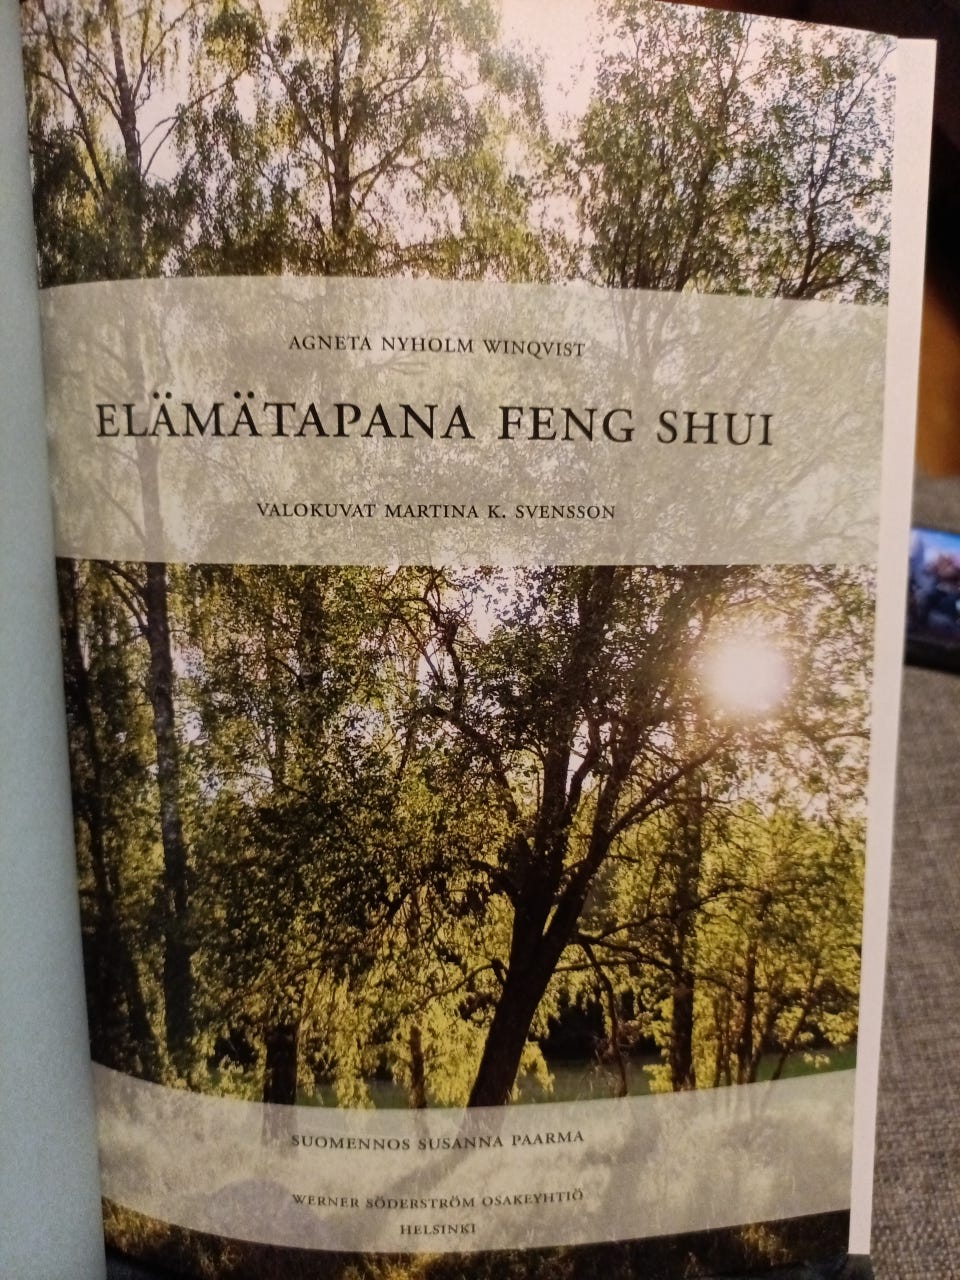 AGNETA NYHOLM WINQVIST
ELÄMÄTAPANA FENG SHUI
VALOKUVAT MARTINA K. SVENSSON
SUOMENNOS SUSANNA PAARMA
WERNER SÖDERSTRÖM OSAKEYHTIÖ
HELSINKI